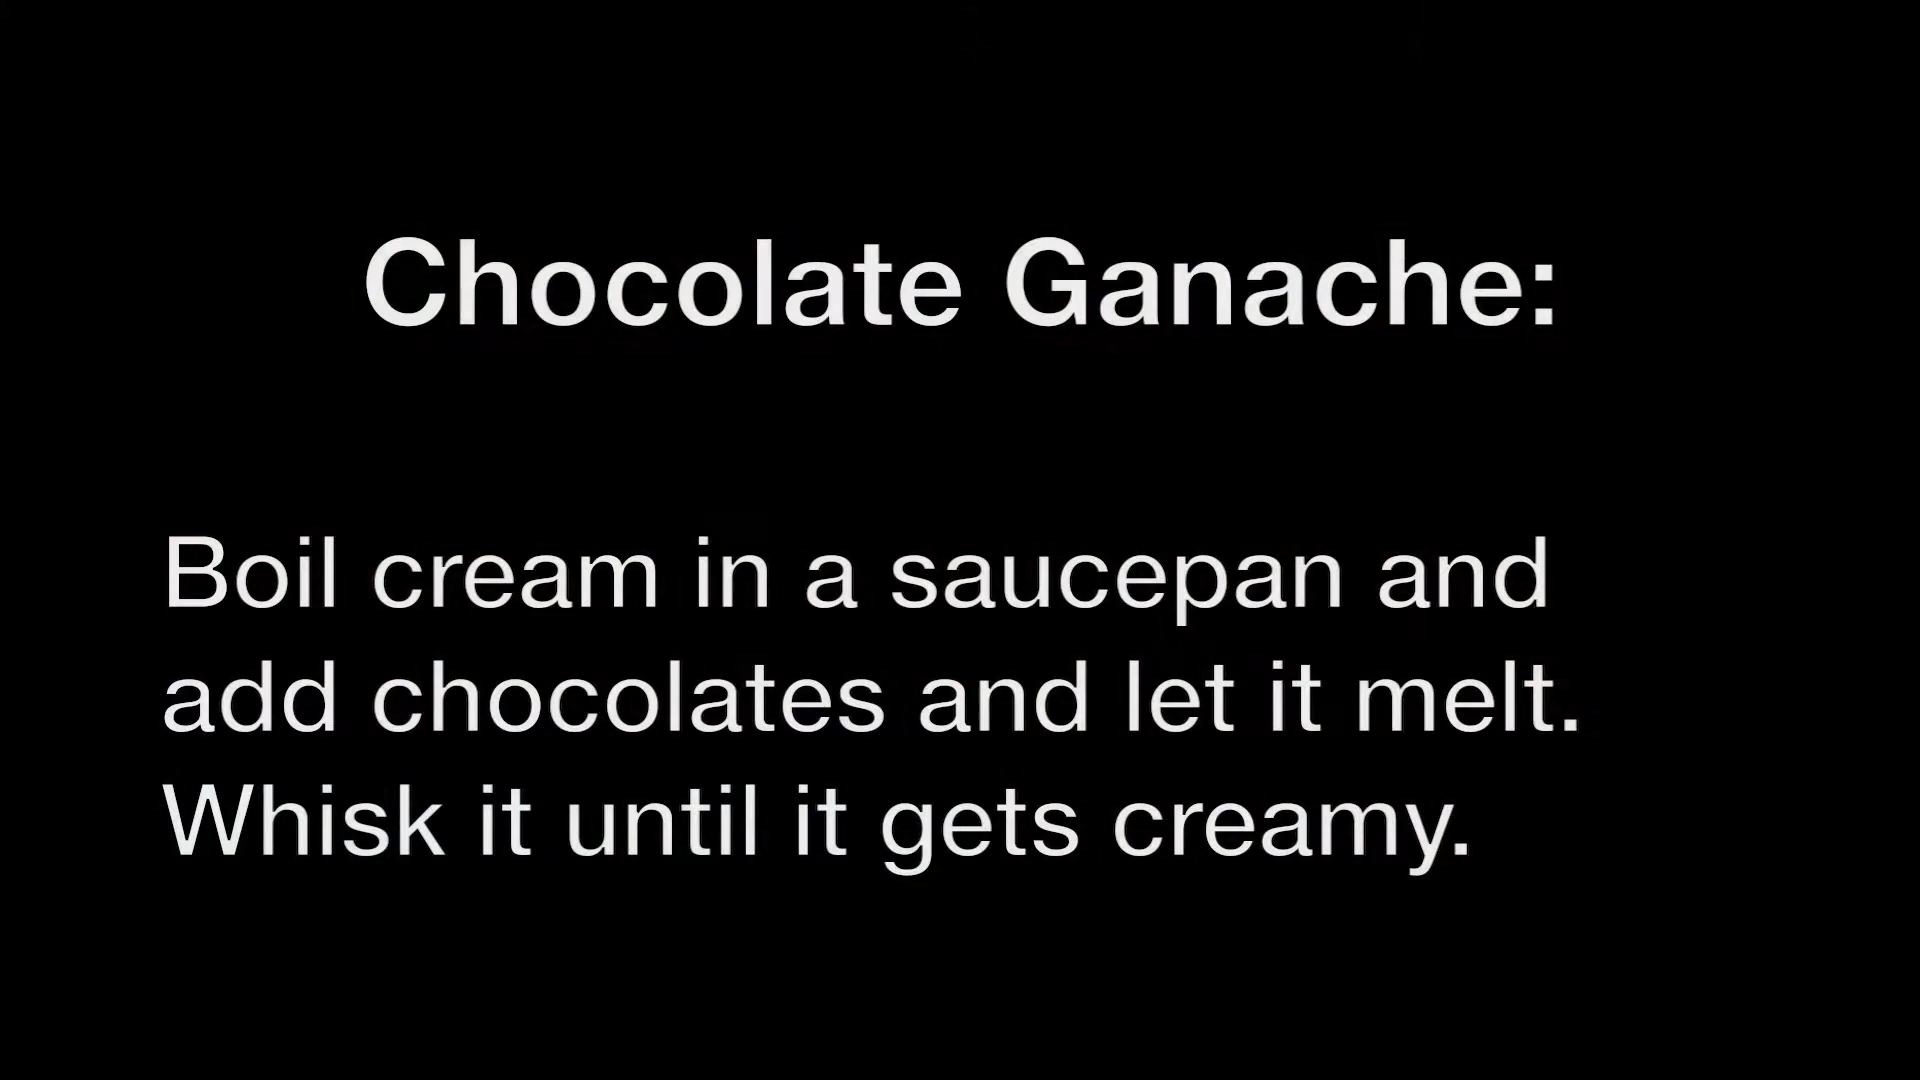 Chocolate Ganache:
Boil cream in a saucepan and
add chocolates and let it melt.
Whisk it until it gets creamy.